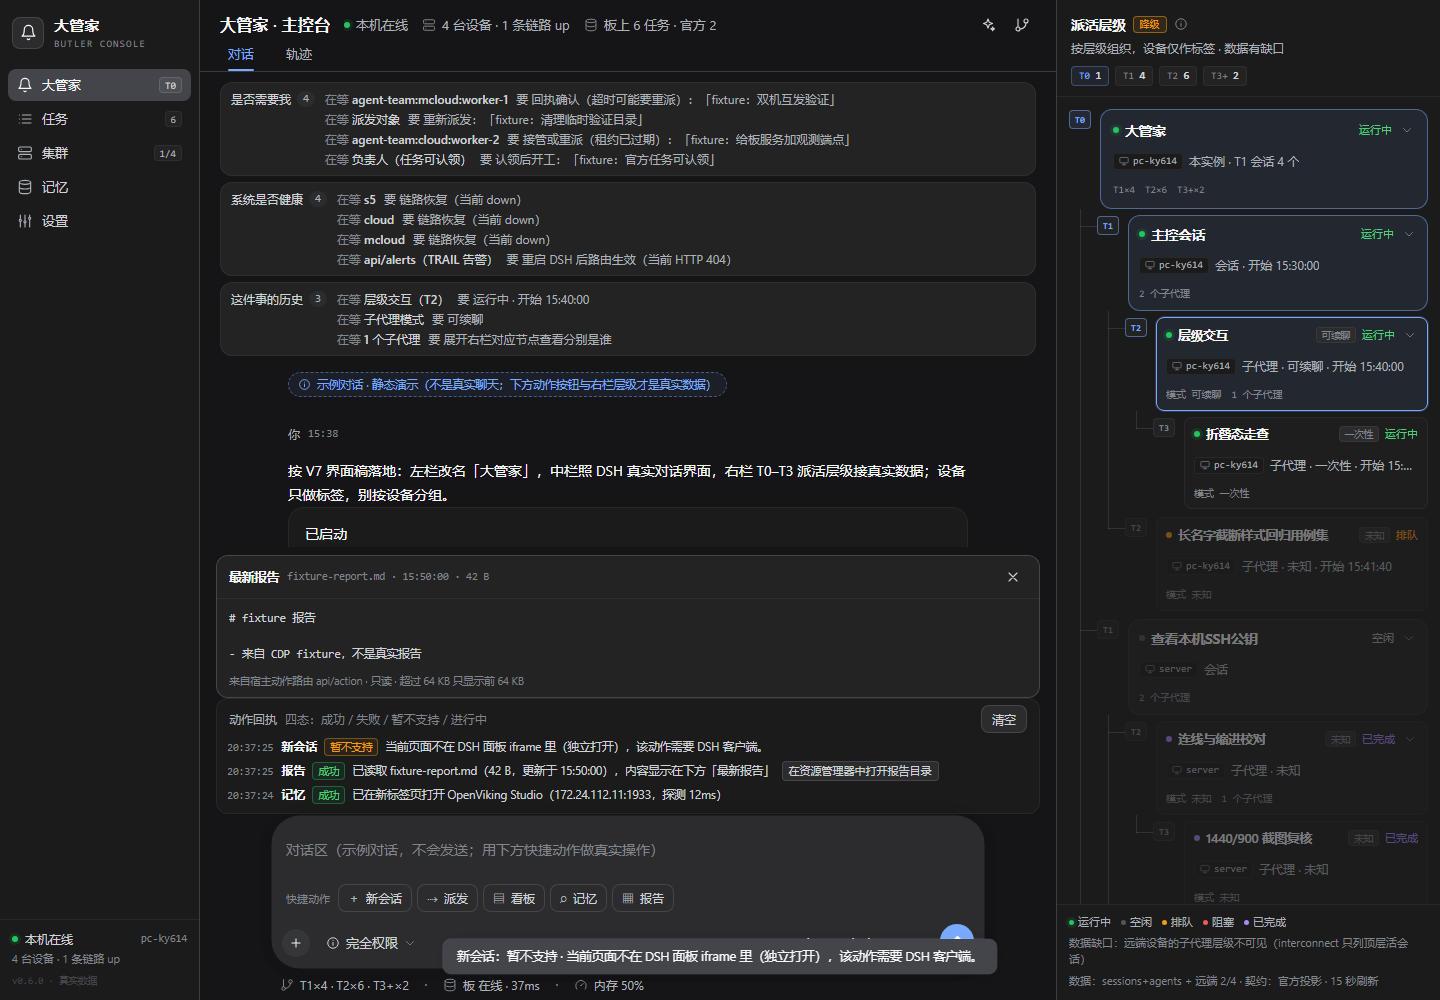 大管家
BUTLER CONSOLE
大管家 T0
任务 6
集群 1/4
记忆
设置
本机在线 pc-ky614
4 台设备 · 1 条链路 up
v0.6.0 · 真实数据
大管家 · 主控台 本机在线 4 台设备 · 1 条链路 up 板上 6 任务 · 官方 2
对话 轨迹
是否需要我 4 在等 agent-team:mcloud:worker-1 要 回执确认（超时可能要重派）：「fixture：双机互发验证」
在等 派发对象 要 重新派发：「fixture：清理临时验证目录」
在等 agent-team:cloud:worker-2 要 接管或重派（租约已过期）：「fixture：给板服务加观测端点」
在等 负责人（任务可认领） 要 认领后开工：「fixture：官方任务可认领」
系统是否健康 4 在等 s5 要 链路恢复（当前 down）
在等 cloud 要 链路恢复（当前 down）
在等 mcloud 要 链路恢复（当前 down）
在等 api/alerts（TRAIL 告警） 要 重启 DSH 后路由生效（当前 HTTP 404）
这件事的历史 3 在等 层级交互（T2） 要 运行中 · 开始 15:40:00
在等 子代理模式 要 可续聊
在等 1 个子代理 要 展开右栏对应节点查看分别是谁
示例对话 · 静态演示（不是真实聊天；下方动作按钮与右栏层级才是真实数据）
你 15:38
按 V7 界面稿落地：左栏改名「大管家」，中栏照 DSH 真实对话界面，右栏 T0–T3 派活层级接真实数据；设备
只做标签，别按设备分组。
已启动
最新报告 fixture-report.md · 15:50:00 · 42 B
# fixture 报告
- 来自 CDP fixture，不是真实报告
来自宿主动作路由 api/action · 只读 · 超过 64 KB 只显示前 64 KB
动作回执 四态：成功 / 失败 / 暂不支持 / 进行中 清空
20:37:25 新会话 暂不支持 当前页面不在 DSH 面板 iframe 里（独立打开），该动作需要 DSH 客户端。
20:37:25 报告 成功 已读取 fixture-report.md（42 B，更新于 15:50:00），内容显示在下方「最新报告」 在资源管理器中打开报告目录
20:37:24 记忆 成功 已在新标签页打开 OpenViking Studio（172.24.112.11:1933，探测 12ms）
对话区（示例对话，不会发送；用下方快捷动作做真实操作）
快捷动作 + 新会话 派发 看板 记忆 报告
+ 完全权限
新会话：暂不支持 · 当前页面不在 DSH 面板 iframe 里（独立打开），该动作需要 DSH 客户端。
T1×4 · T2×6 · T3+×2 · 板 在线 · 37ms · 内存 50%
派活层级 降级
按层级组织，设备仅作标签 · 数据有缺口
T0 1 T1 4 T2 6 T3+ 2
T0 大管家 运行中
pc-ky614 本实例 · T1 会话 4 个
T1×4 T2×6 T3+×2
T1 主控会话 运行中
pc-ky614 会话 · 开始 15:30:00
2 个子代理
T2 层级交互 可续聊 运行中
pc-ky614 子代理 · 可续聊 · 开始 15:40:00
模式 可续聊 1 个子代理
T3 折叠态走查 一次性 运行中
pc-ky614 子代理 · 一次性 · 开始 15:...
模式 一次性
T2 长名字截断样式回归用例集 未知 排队
pc-ky614 子代理 · 未知 · 开始 15:41:40
模式 未知
T1 查看本机SSH公钥 空闲
server 会话
2 个子代理
T2 连线与缩进校对 未知 已完成
server 子代理 · 未知
模式 未知 1 个子代理
T3 1440/900 截图复核 未知 已完成
server 子代理 · 未知
模式 未知
运行中 空闲 排队 阻塞 已完成
数据缺口：远端设备的子代理层级不可见（interconnect 只列顶层活会
话）
数据：sessions+agents + 远端 2/4 · 契约：官方投影 · 15 秒刷新